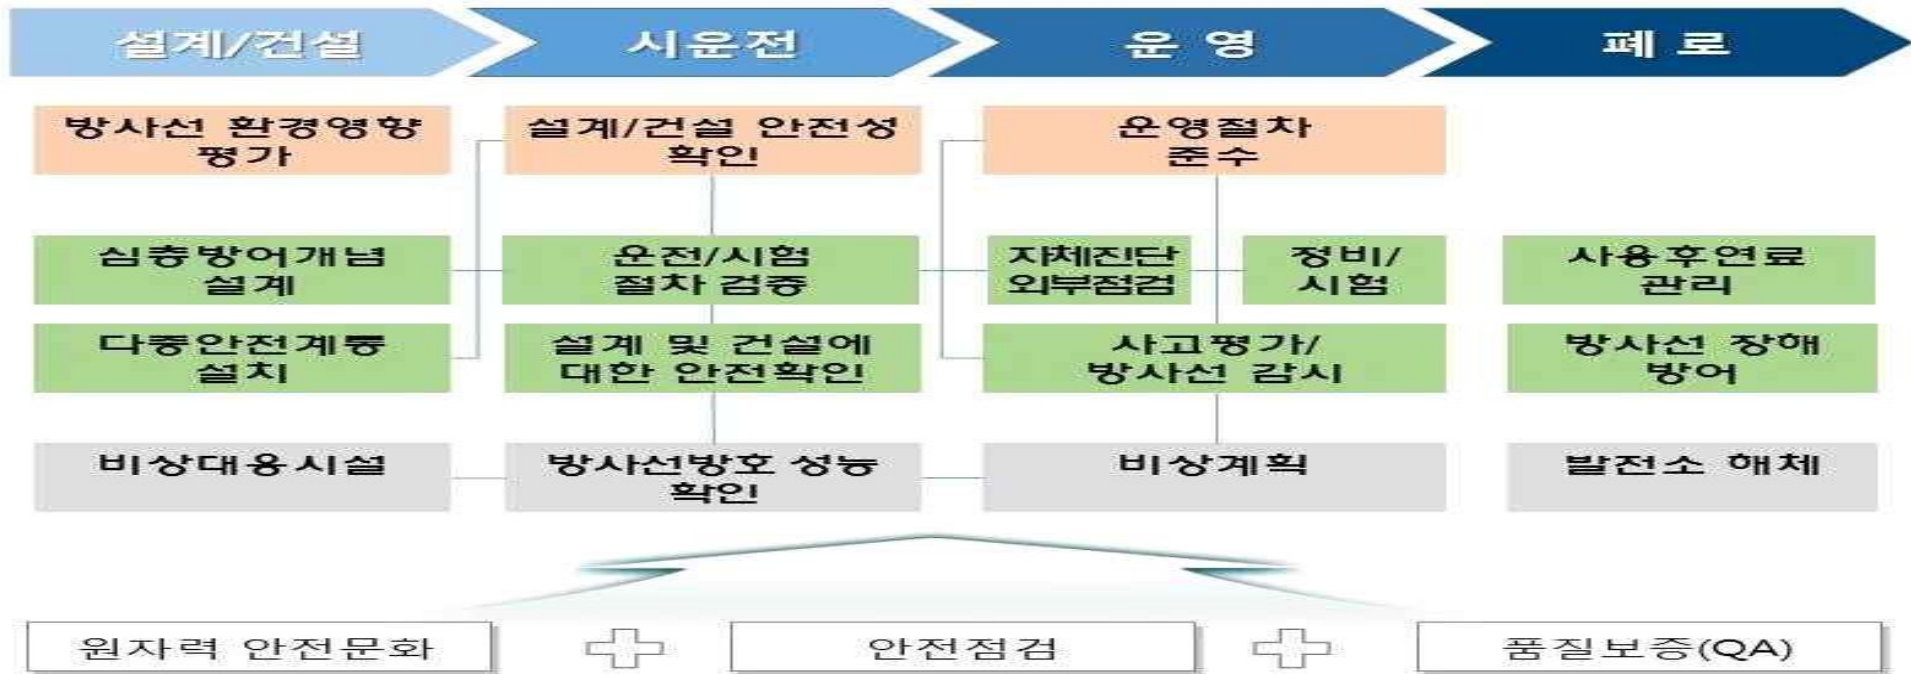 설계/건설
시운전
운 영
폐 로
방사선 환경영향
평가
설계/건설 안전성
확인
운영절차
준수
심층방어개념
설계
운전/시험
절차 검증
자체진단
외부점검
정비/
시험
사용후연료
관리
다중안전계통
설치
설계 및 건설에
대한 안전확인
사고평가/
방사선 감시
방사선 장해
방어
비상대응시설
방사선방호 성능
확인
비상계획
발전소 해체
원자력 안전문화
안전점검
품질보증(QA)